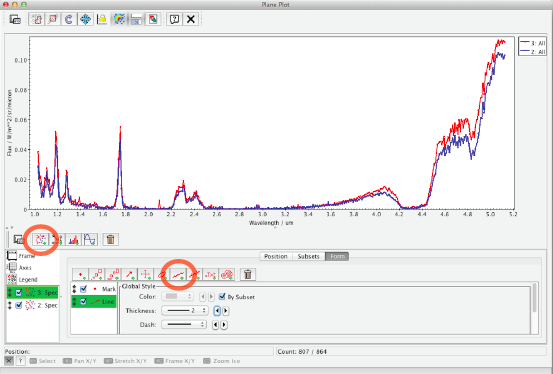 Plane Plot
3: All
2: All
Flux / W/m^2/sr/micron
0.10
0.08
0.06
0.04
0.02
0
1.0 1.2 1.4 1.6 1.8 2.0 2.2 2.4 2.6 2.8 3.0 3.2 3.4 3.6 3.8 4.0 4.2 4.4 4.6 4.8 5.0 5.2
Wavelength / um
Frame
Axes
Legend
3: Spec
2: Spec
Position Subsets Form
Mark
Line
Global Style
Color: By Subset
Thickness: 2
Dash:
Position: Count: 807 / 864
Select Pan X/Y Stretch X/Y Frame X/Y Zoom Iso